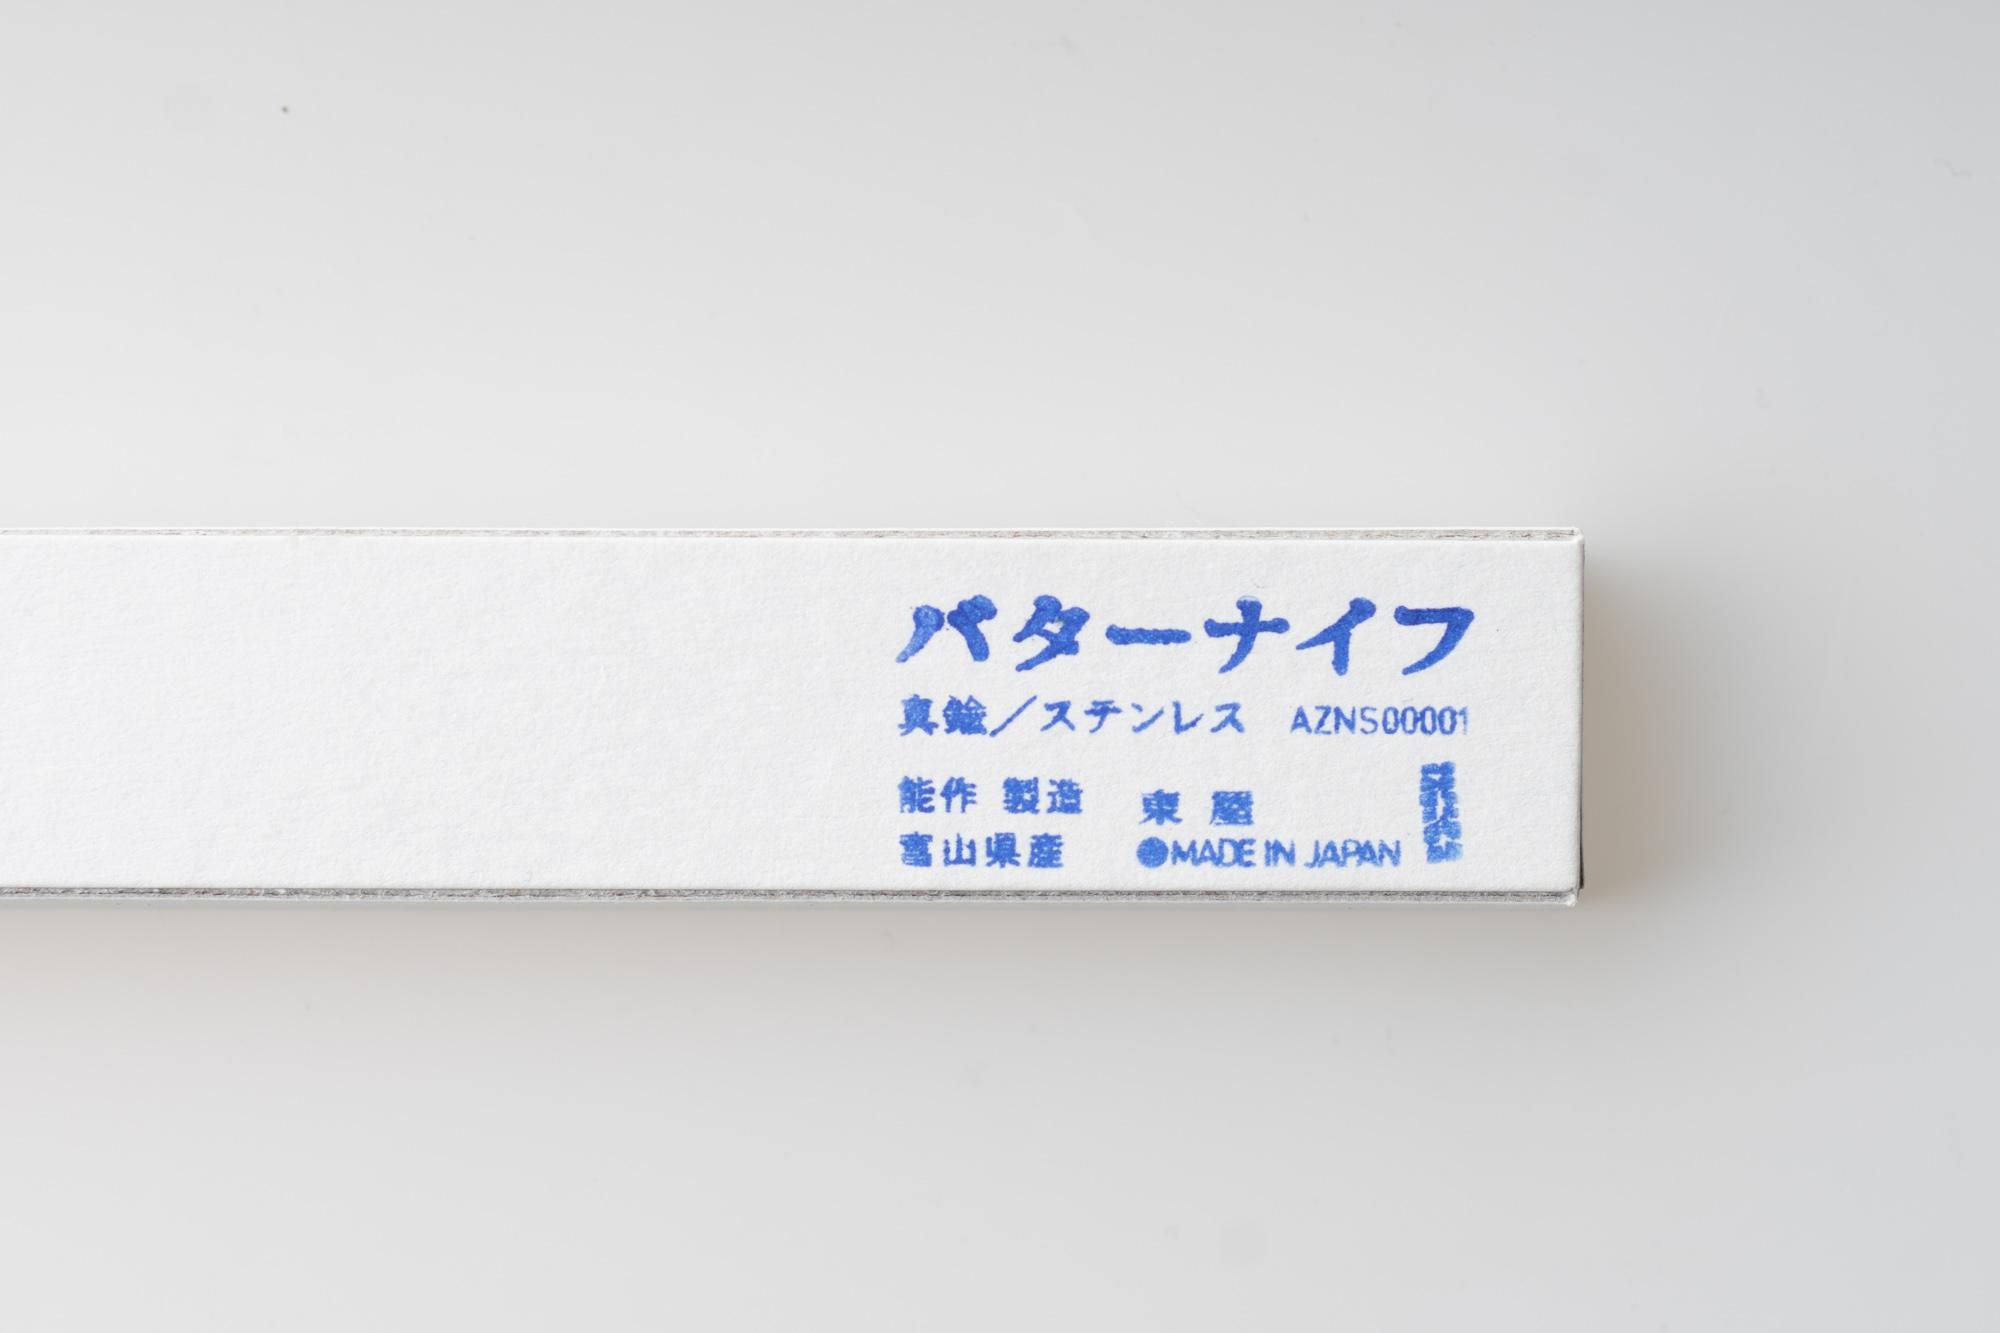 バターナイフ
真鍮／ステンレス AZNS00001
能作 製造
富山県産
東屋
●MADE IN JAPAN